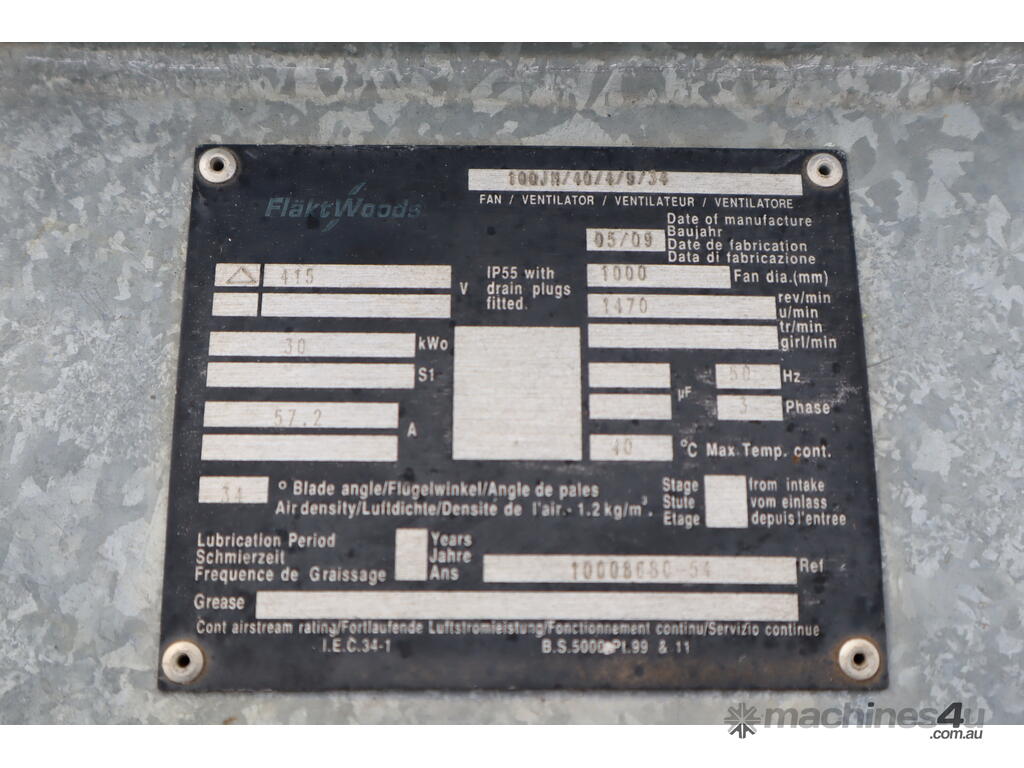 100JM/40/4/9/34
FläktWoods
FAN / VENTILATOR / VENTILATEUR / VENTILATORE
05/09
Date of manufacture
Baujahr
Date de fabrication
Data di fabricazione
415
V
IP55 with
drain plugs
fitted.
1000
Fan dia.(mm)
1470
rev/min
u/min
tr/min
girl/min
30
kWo
S1
µF
50
Hz
3
Phase
57.2
A
40
°C Max Temp. cont.
34
° Blade angle/Flügelwinkel/Angle de pales
Air density/Luftdichte/Densite de l'air - 1.2 kg/m³.
Stage
Stute
Etage
from intake
vom einlass
depuis l'entree
Lubrication Period
Schmierzeit
Frequence de Graissage
Years
Jahre
Ans
10008680-54
Ref
Grease
Cont airstream rating/Fortlaufende Luftstromleistung/Fonctionnement continu/Servizio continue
I.E.C.34-1
B.S.5000 Pt.99 & 11
machines4u
.com.au